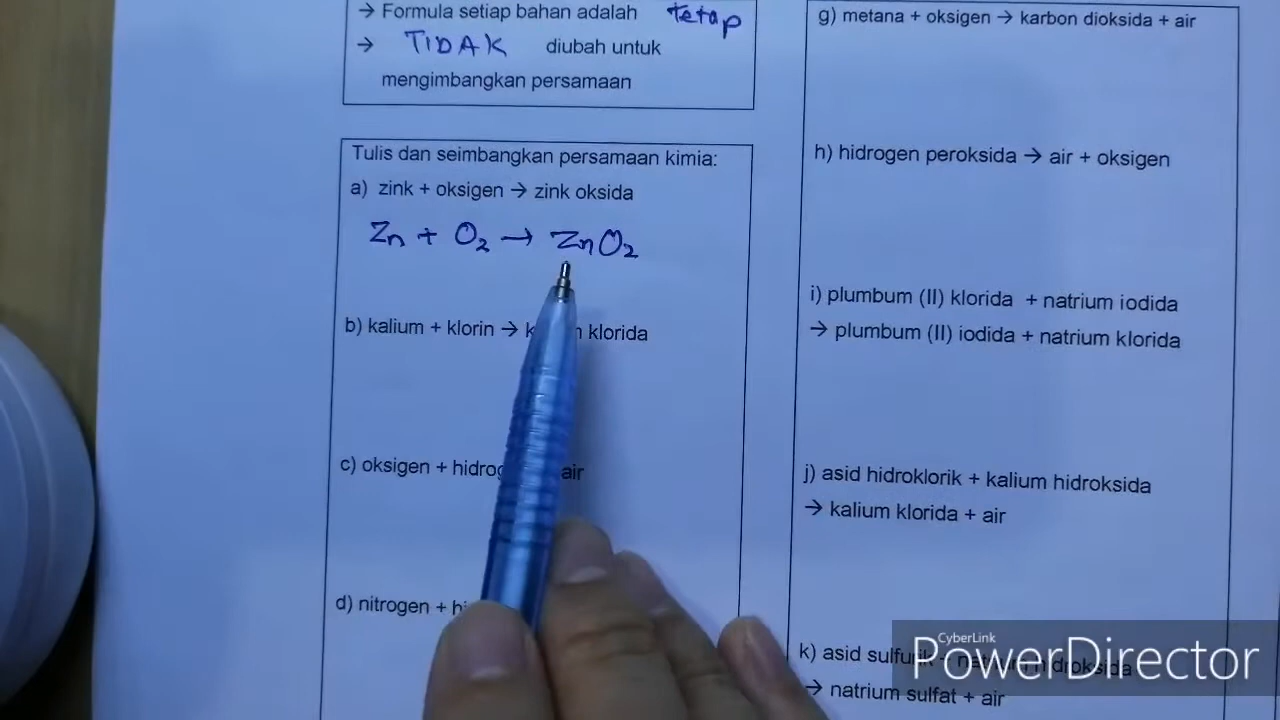 → Formula setiap bahan adalah tetap
→ TIDAK diubah untuk
mengimbangkan persamaan
Tulis dan seimbangkan persamaan kimia:
a) zink + oksigen → zink oksida
Zn + O₂ → ZnO₂
b) kalium + klorin → klorida
c) oksigen + air
d) nitrogen +
g) metana + oksigen → karbon dioksida + air
h) hidrogen peroksida → air + oksigen
i) plumbum (II) klorida + natrium iodida
→ plumbum (II) iodida + natrium klorida
j) asid hidroklorik + kalium hidroksida
→ kalium klorida + air
k) asid sulfurik + natrium hidroksida
→ natrium sulfat + air
CyberLink
PowerDirector